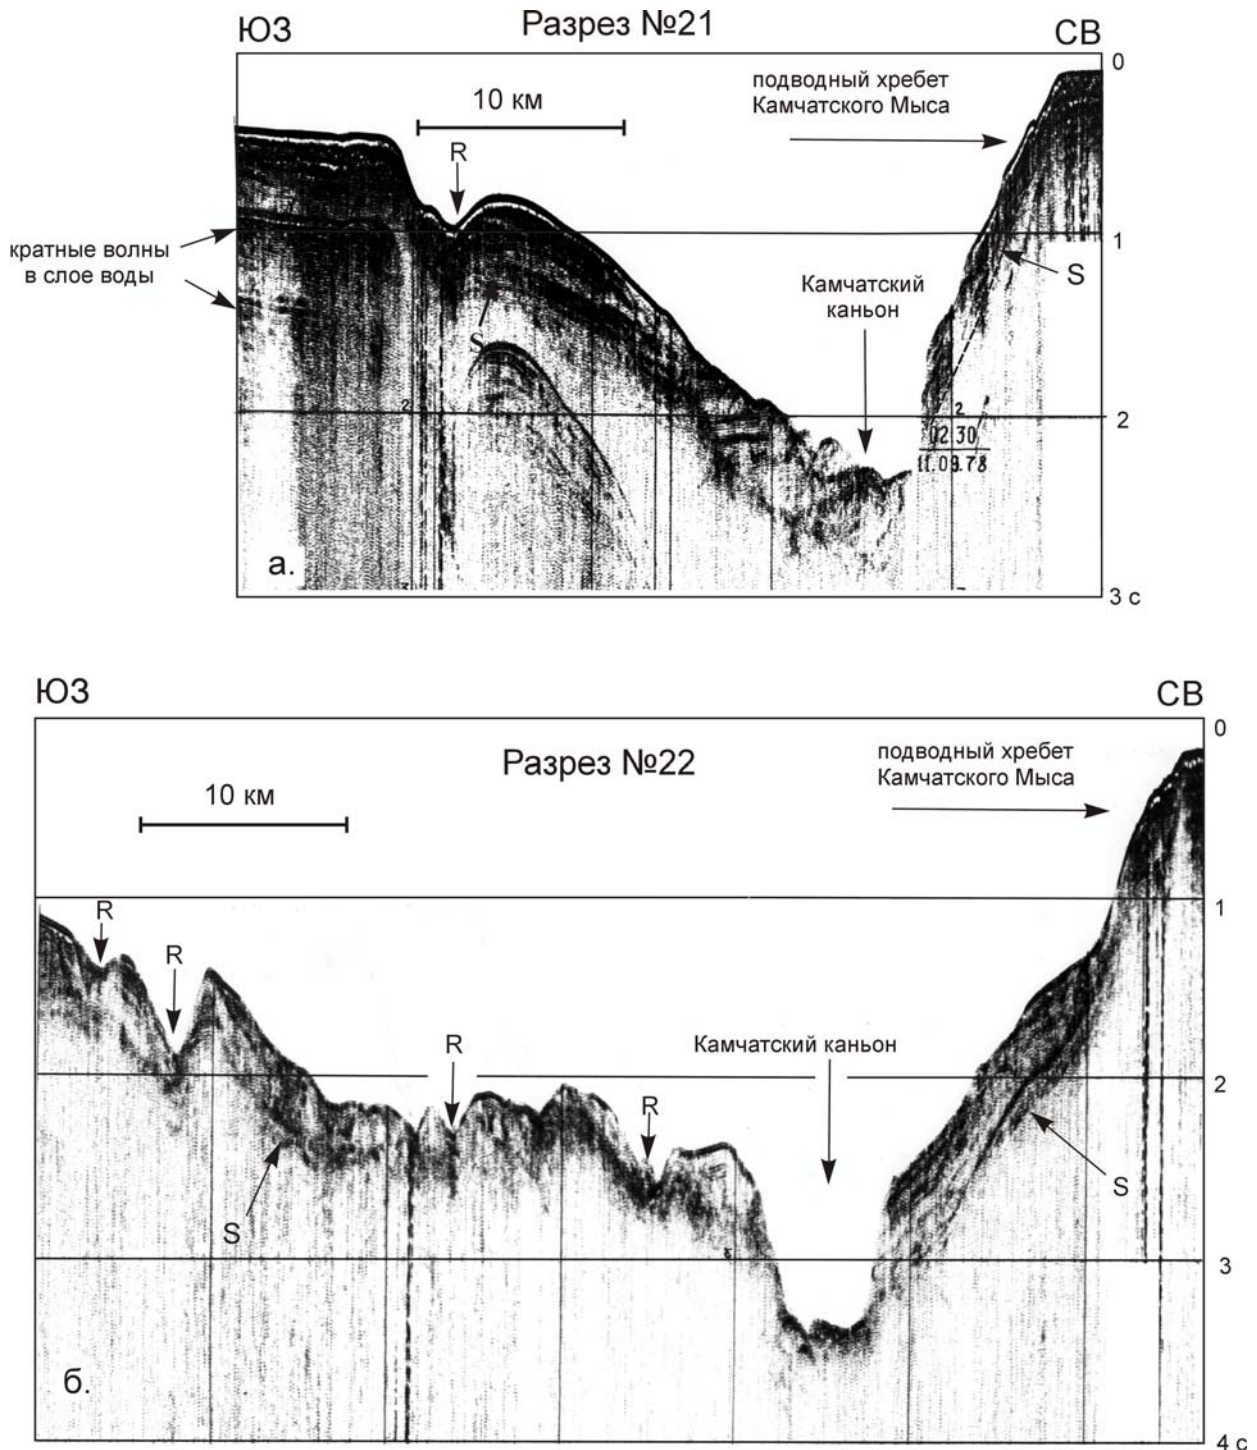 ЮЗ
Разрез №21
СВ
0
подводный хребет
Камчатского Мыса
10 км
R
1
кратные волны
в слое воды
S
Камчатский
каньон
S
2
2
2
02 30
11.09.78
а.
3 с
ЮЗ
СВ
0
Разрез №22
подводный хребет
Камчатского Мыса
10 км
1
R
R
Камчатский каньон
R
2
R
S
S
3
б.
4 с